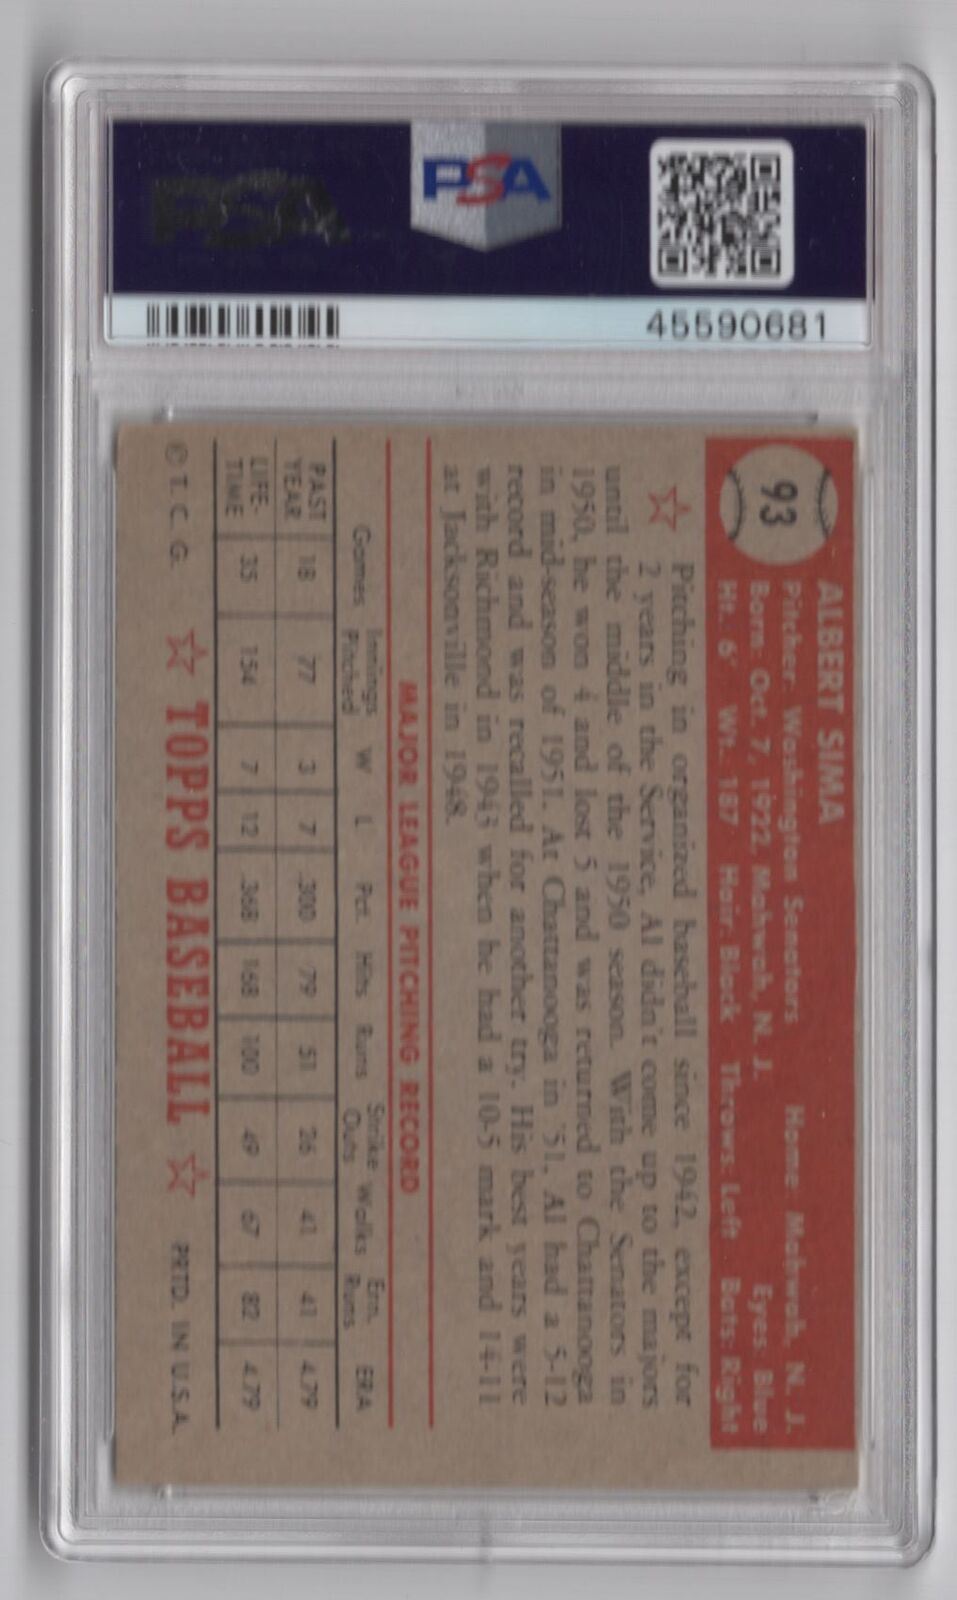 PSA
PSA
45590681
93
ALBERT SIMA
Pitcher: Washington Senators Home: Mahwah, N. J.
Born: Oct. 7, 1922, Mahwah, N. J. Eyes: Blue
Ht.: 6' Wt.: 187 Hair: Black Throws: Left Bats: Right
Pitching in organized baseball since 1942, except for
2 years in the Service, Al didn't come up to the majors
until the middle of the 1950 season. With the Senators in
1950, he won 4 and lost 5 and was returned to Chattanooga
in mid-season of 1951. At Chattanooga in '51, Al had a 5-12
record and was recalled for another try. His best years were
with Richmond in 1943 when he had a 10-5 mark and 14-11
at Jacksonville in 1948.
MAJOR LEAGUE PITCHING RECORD
Games Innings Pitched W L Pct. Hits Runs Strike Outs Walks Ern. Runs ERA
PAST YEAR 18 77 3 7 .300 79 51 26 41 41 4.79
LIFE-TIME 35 154 7 12 .368 168 100 49 67 82 4.79
© T. C. G. TOPPS BASEBALL PRTD. IN U.S.A.